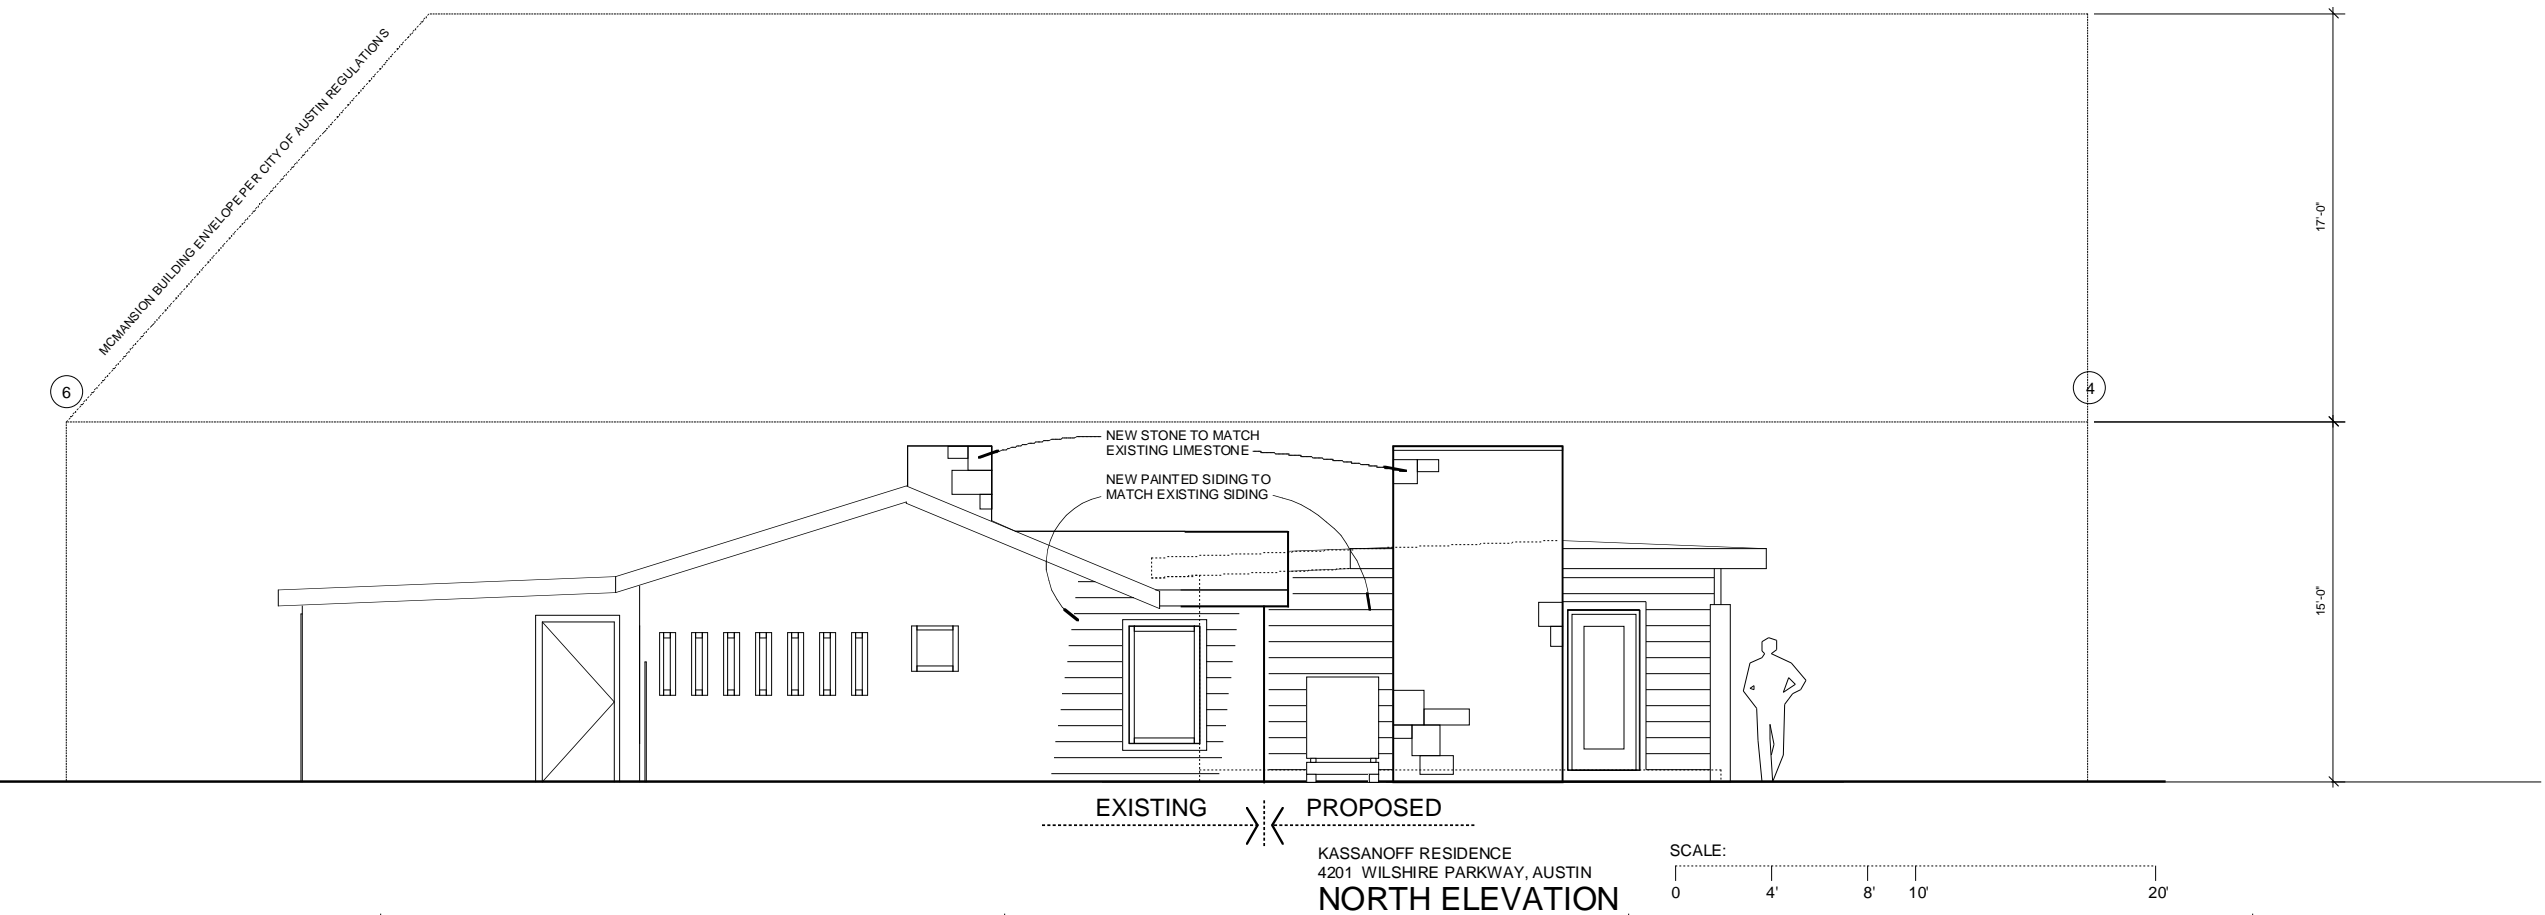 MCMANSION BUILDING ENVELOPE PER CITY OF AUSTIN REGULATIONS
17'-0"
6
4
NEW STONE TO MATCH
EXISTING LIMESTONE
NEW PAINTED SIDING TO
MATCH EXISTING SIDING
15'-0"
EXISTING
PROPOSED
KASSANOFF RESIDENCE
4201 WILSHIRE PARKWAY, AUSTIN
NORTH ELEVATION
SCALE:
0 4' 8' 10' 20'